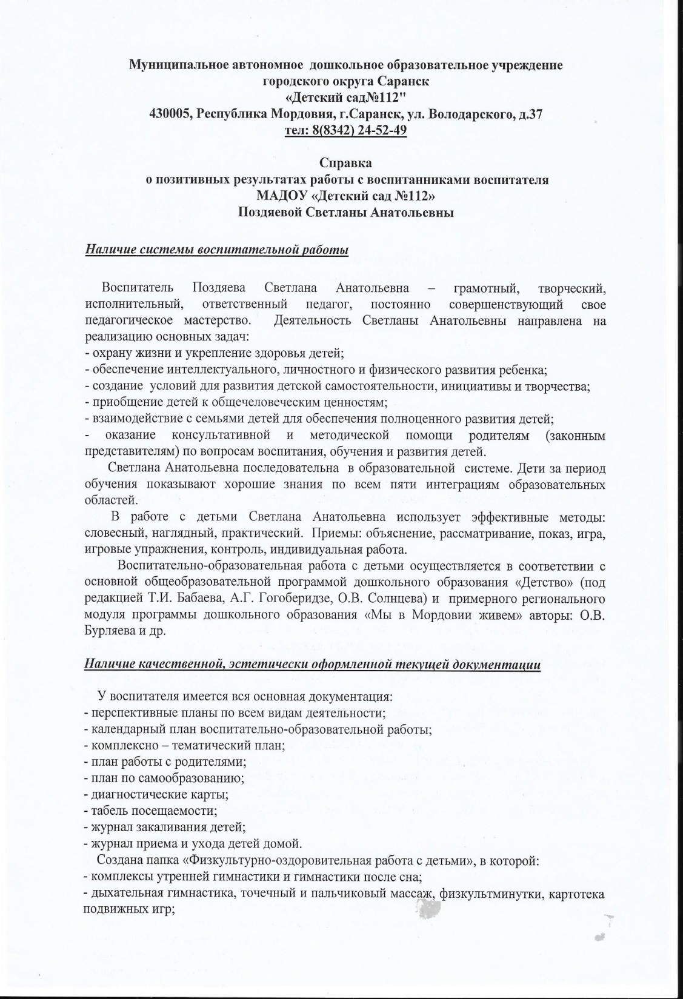 Муниципальное автономное дошкольное образовательное учреждение
городского округа Саранск
«Детский сад№112"
430005, Республика Мордовия, г.Саранск, ул. Володарского, д.37
тел: 8(8342) 24-52-49
Справка
о позитивных результатах работы с воспитанниками воспитателя
МАДОУ «Детский сад №112»
Поздяевой Светланы Анатольевны
Наличие системы воспитательной работы
Воспитатель Поздяева Светлана Анатольевна – грамотный, творческий,
исполнительный, ответственный педагог, постоянно совершенствующий свое
педагогическое мастерство. Деятельность Светланы Анатольевны направлена на
реализацию основных задач:
- охрану жизни и укрепление здоровья детей;
- обеспечение интеллектуального, личностного и физического развития ребенка;
- создание условий для развития детской самостоятельности, инициативы и творчества;
- приобщение детей к общечеловеческим ценностям;
- взаимодействие с семьями детей для обеспечения полноценного развития детей;
- оказание консультативной и методической помощи родителям (законным
представителям) по вопросам воспитания, обучения и развития детей.
Светлана Анатольевна последовательна в образовательной системе. Дети за период
обучения показывают хорошие знания по всем пяти интеграциям образовательных
областей.
В работе с детьми Светлана Анатольевна использует эффективные методы:
словесный, наглядный, практический. Приемы: объяснение, рассматривание, показ, игра,
игровые упражнения, контроль, индивидуальная работа.
Воспитательно-образовательная работа с детьми осуществляется в соответствии с
основной общеобразовательной программой дошкольного образования «Детство» (под
редакцией Т.И. Бабаева, А.Г. Гогоберидзе, О.В. Солнцева) и примерного регионального
модуля программы дошкольного образования «Мы в Мордовии живем» авторы: О.В.
Бурляева и др.
Наличие качественной, эстетически оформленной текущей документации
У воспитателя имеется вся основная документация:
- перспективные планы по всем видам деятельности;
- календарный план воспитательно-образовательной работы;
- комплексно – тематический план;
- план работы с родителями;
- план по самообразованию;
- диагностические карты;
- табель посещаемости;
- журнал закаливания детей;
- журнал приема и ухода детей домой.
Создана папка «Физкультурно-оздоровительная работа с детьми», в которой:
- комплексы утренней гимнастики и гимнастики после сна;
- дыхательная гимнастика, точечный и пальчиковый массаж, физкультминутки, картотека
подвижных игр;